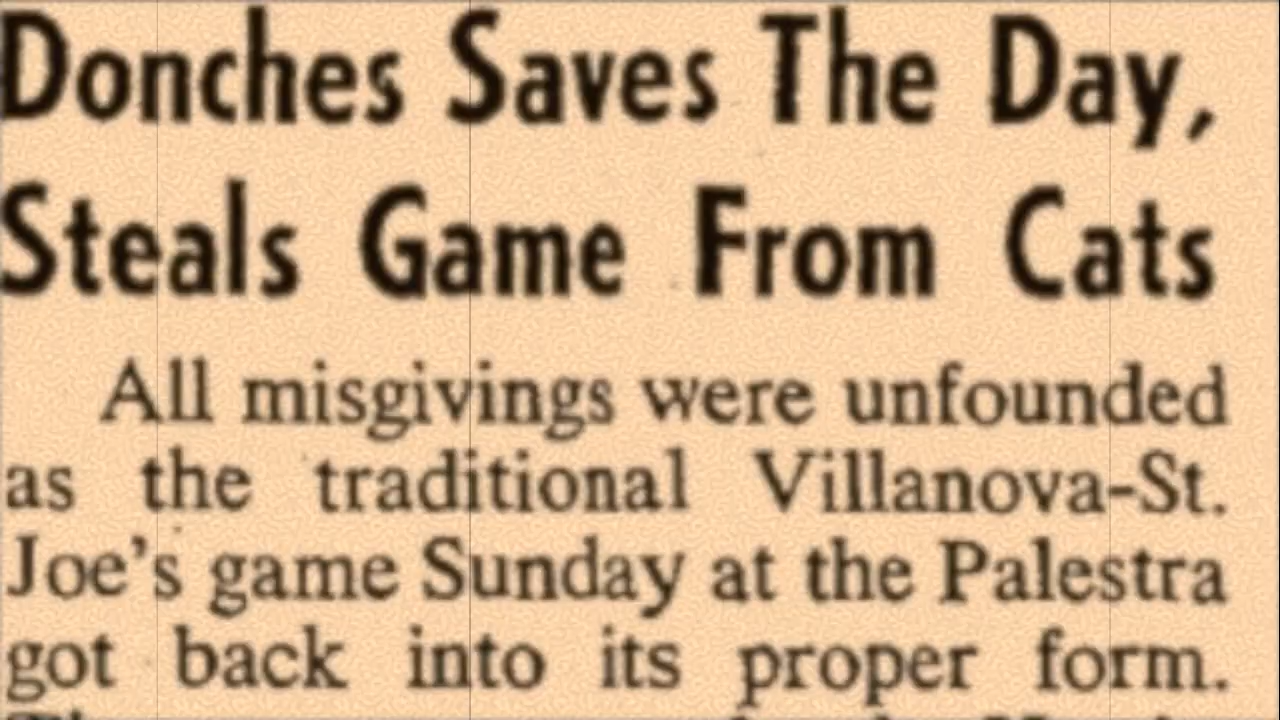 Donches Saves The Day,
Steals Game From Cats
All misgivings were unfounded
as the traditional Villanova-St.
Joe's game Sunday at the Palestra
got back into its proper form.